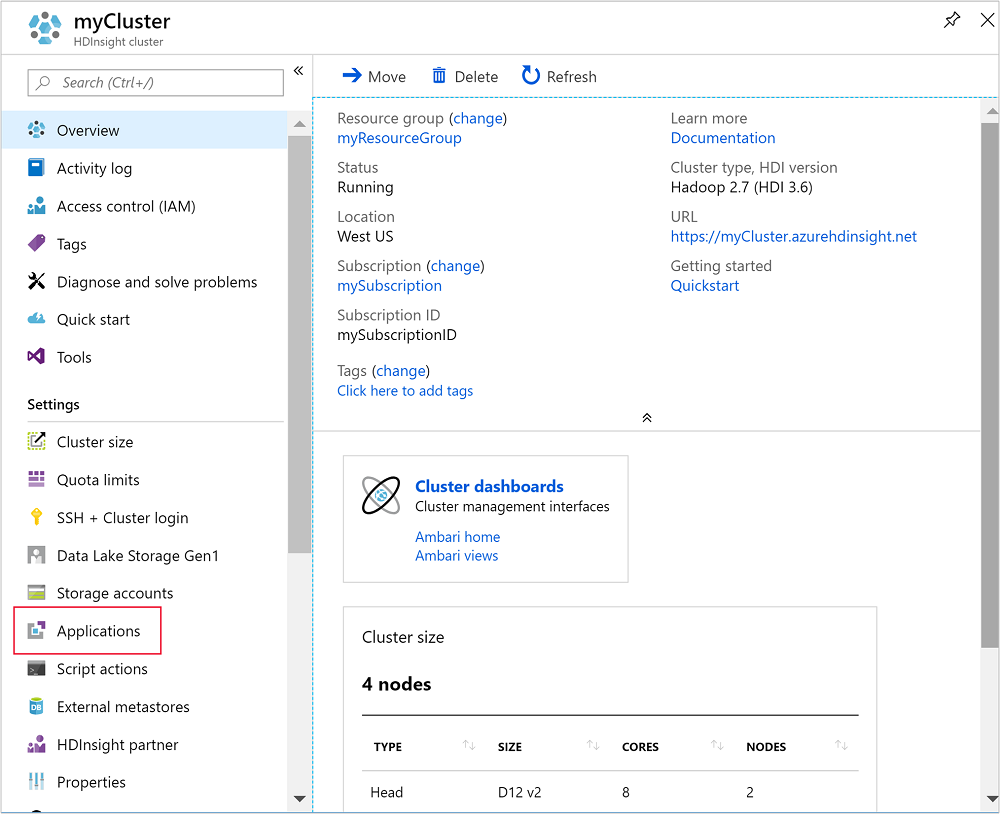 myCluster
HDInsight cluster
Search (Ctrl+/)
Overview
Activity log
Access control (IAM)
Tags
Diagnose and solve problems
Quick start
Tools
Settings
Cluster size
Quota limits
SSH + Cluster login
Data Lake Storage Gen1
Storage accounts
Applications
Script actions
External metastores
HDInsight partner
Properties
Move Delete Refresh
Resource group (change)
myResourceGroup
Status
Running
Location
West US
Subscription (change)
mySubscription
Subscription ID
mySubscriptionID
Tags (change)
Click here to add tags
Learn more
Documentation
Cluster type, HDI version
Hadoop 2.7 (HDI 3.6)
URL
https://myCluster.azurehdinsight.net
Getting started
Quickstart
Cluster dashboards
Cluster management interfaces
Ambari home
Ambari views
Cluster size
4 nodes
TYPE SIZE CORES NODES
Head D12 v2 8 2